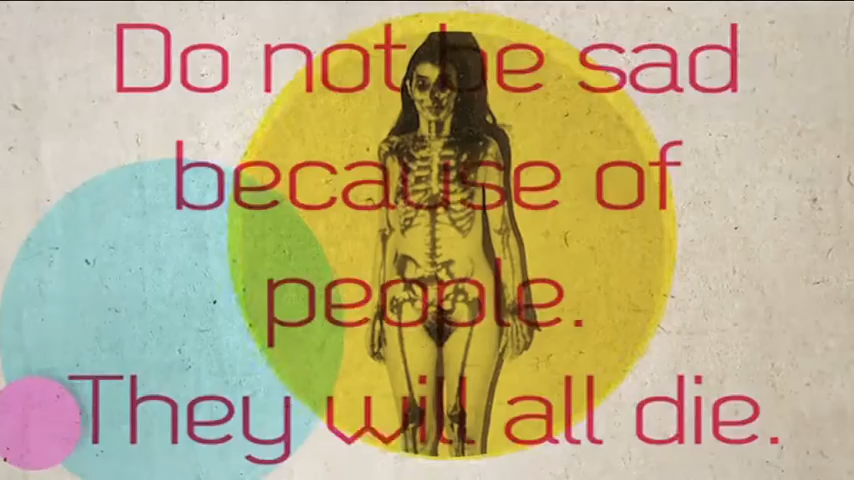 Do not be sad
because of
people.
They will all die.